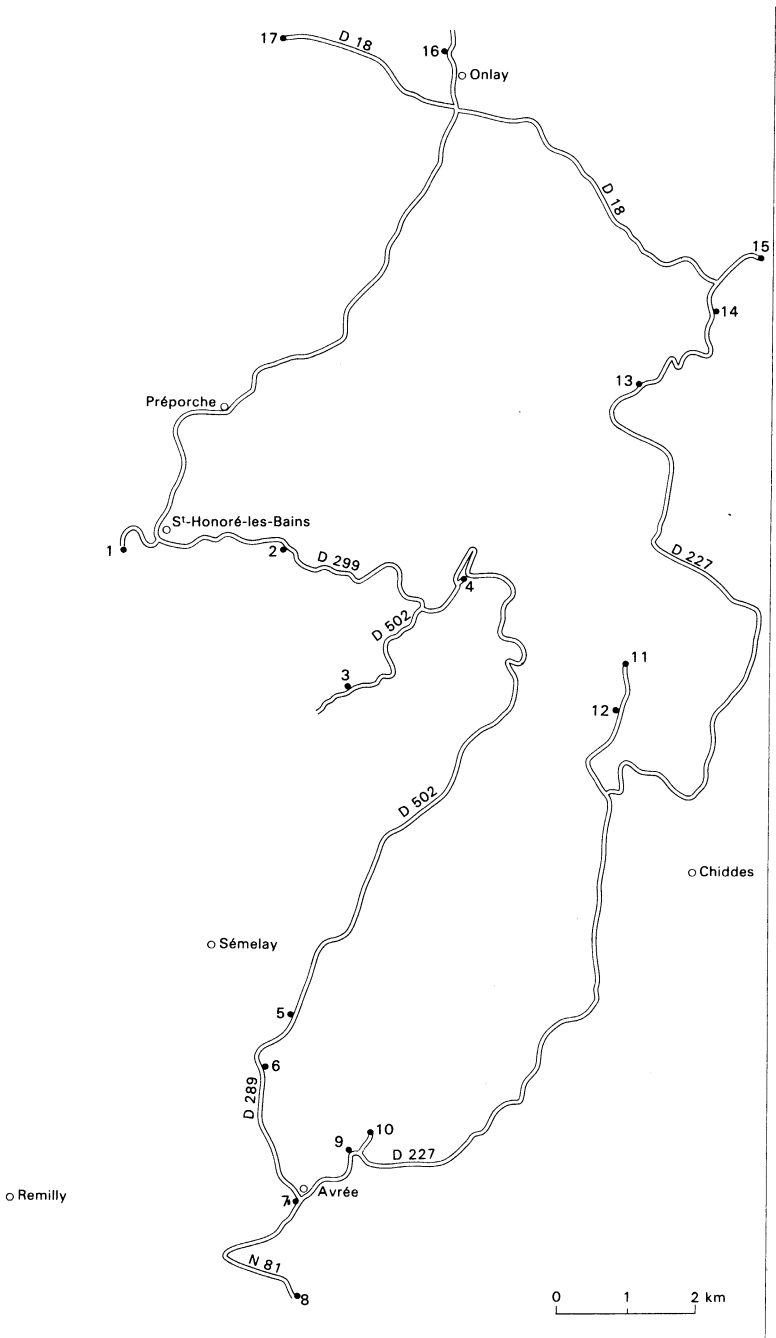 17
D 18
16
Onlay
D 18
15
14
13
Préporche
St-Honoré-les-Bains
1
2
D 299
D 227
4
D 502
3
11
12
D 502
Chiddes
Sémelay
5
6
D 289
10
9
D 227
Remilly
Avrée
7
N 81
8
0 1 2 km